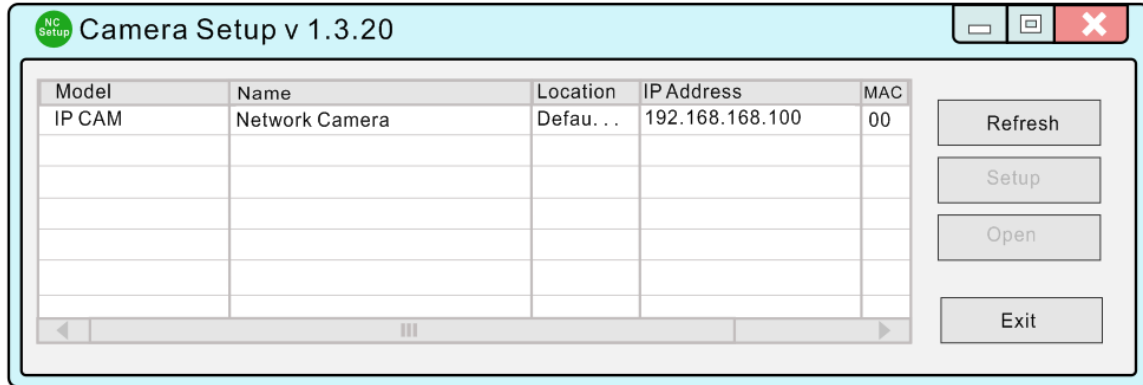 NC Setup Camera Setup v 1.3.20
Model Name Location IP Address MAC
IP CAM Network Camera Defau... 192.168.168.100 00
Refresh
Setup
Open
Exit